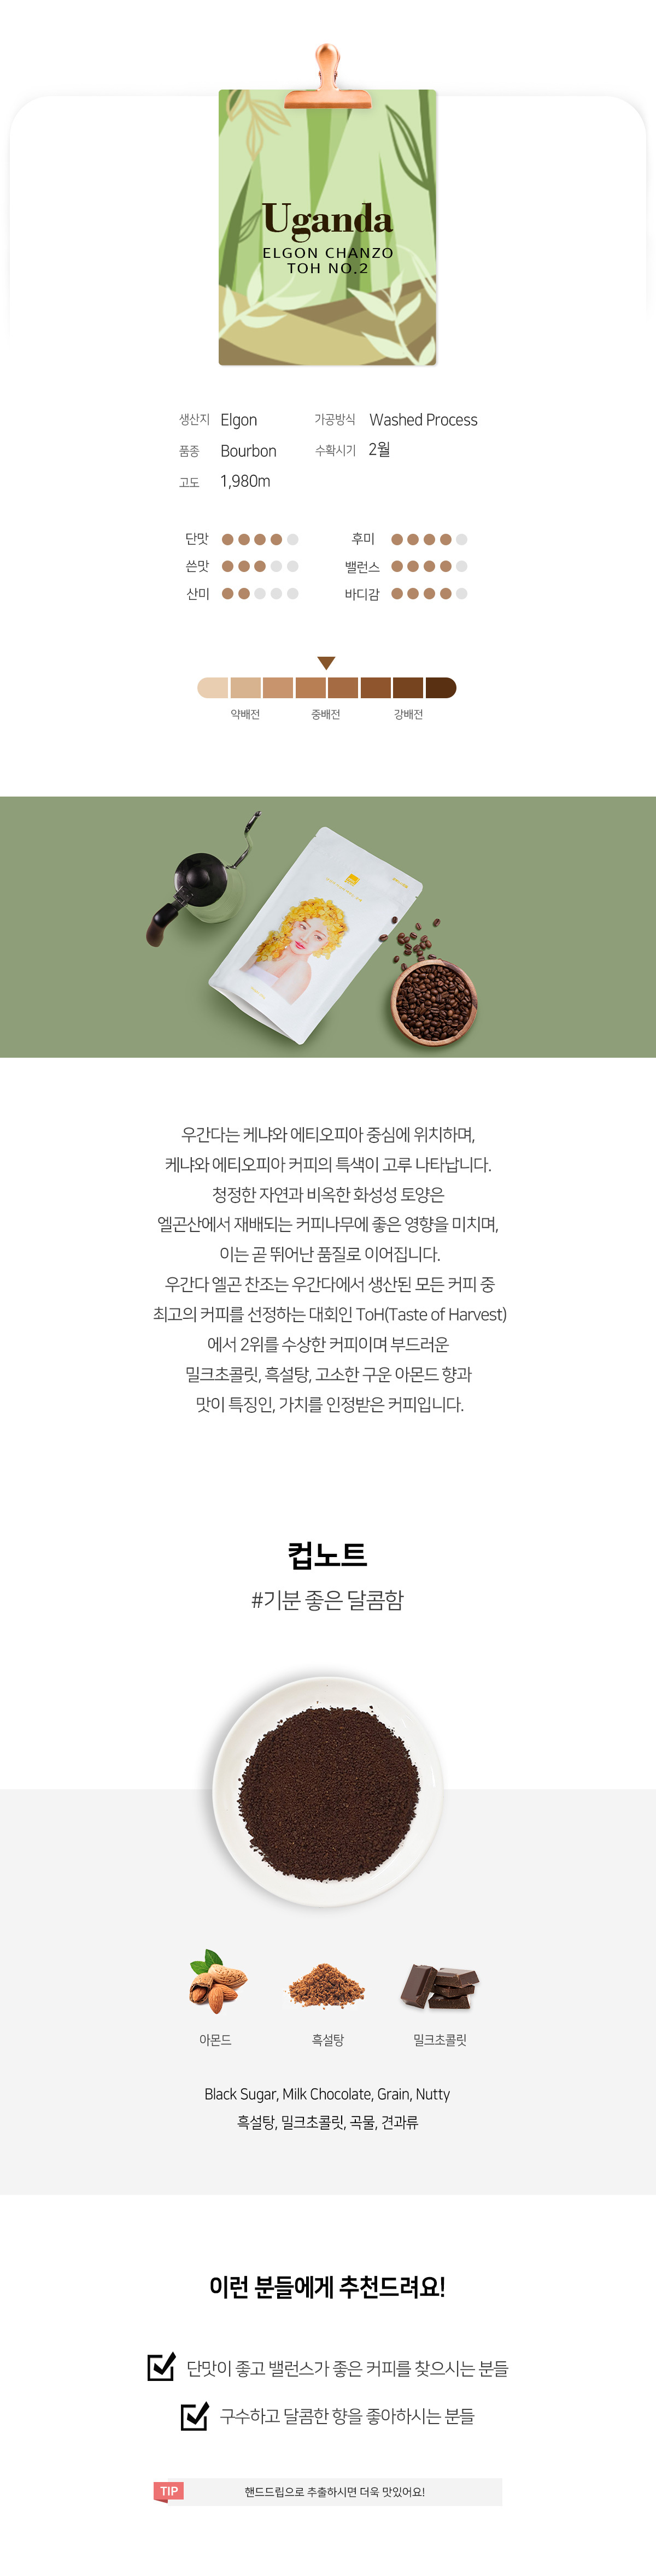 Uganda
ELGON CHANZO
TOH NO.2
생산지 Elgon 가공방식 Washed Process
품종 Bourbon 수확시기 2월
고도 1,980m
단맛 후미
쓴맛 밸런스
산미 바디감
약배전 중배전 강배전
우간다는 케냐와 에티오피아 중심에 위치하며,
케냐와 에티오피아 커피의 특색이 고루 나타납니다.
청정한 자연과 비옥한 화성성 토양은
엘곤산에서 재배되는 커피나무에 좋은 영향을 미치며,
이는 곧 뛰어난 품질로 이어집니다.
우간다 엘곤 찬조는 우간다에서 생산된 모든 커피 중
최고의 커피를 선정하는 대회인 ToH(Taste of Harvest)
에서 2위를 수상한 커피이며 부드러운
밀크초콜릿, 흑설탕, 고소한 구운 아몬드 향과
맛이 특징인, 가치를 인정받은 커피입니다.
컵노트
#기분 좋은 달콤함
아몬드 흑설탕 밀크초콜릿
Black Sugar, Milk Chocolate, Grain, Nutty
흑설탕, 밀크초콜릿, 곡물, 견과류
이런 분들에게 추천드려요!
단맛이 좋고 밸런스가 좋은 커피를 찾으시는 분들
구수하고 달콤한 향을 좋아하시는 분들
TIP 핸드드립으로 추출하시면 더욱 맛있어요!